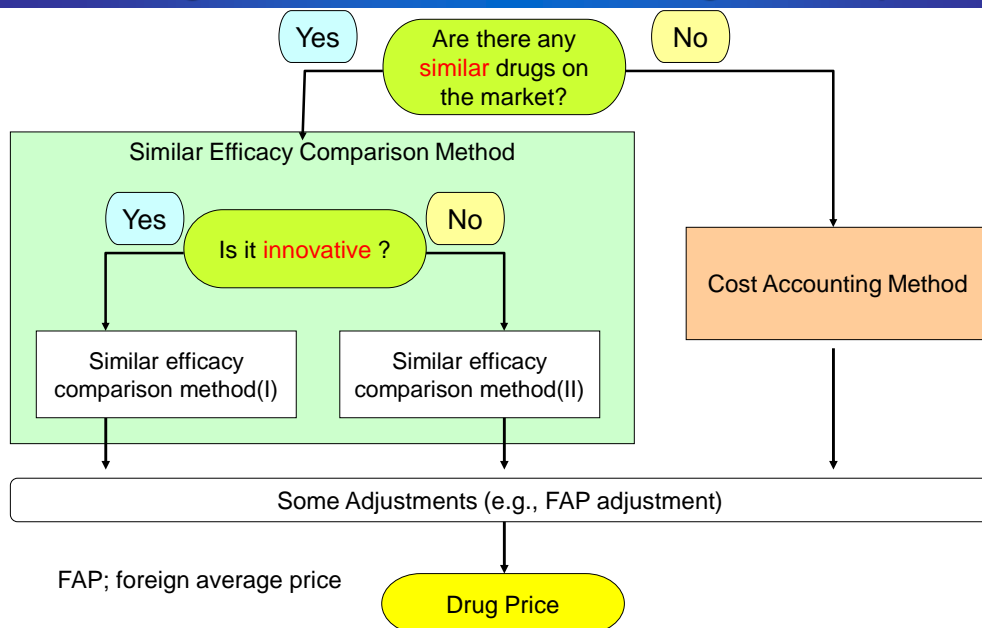 Yes
Are there any
similar drugs on
the market?
No
Similar Efficacy Comparison Method
Yes
Is it innovative ?
No
Cost Accounting Method
Similar efficacy
comparison method(I)
Similar efficacy
comparison method(II)
Some Adjustments (e.g., FAP adjustment)
FAP; foreign average price
Drug Price